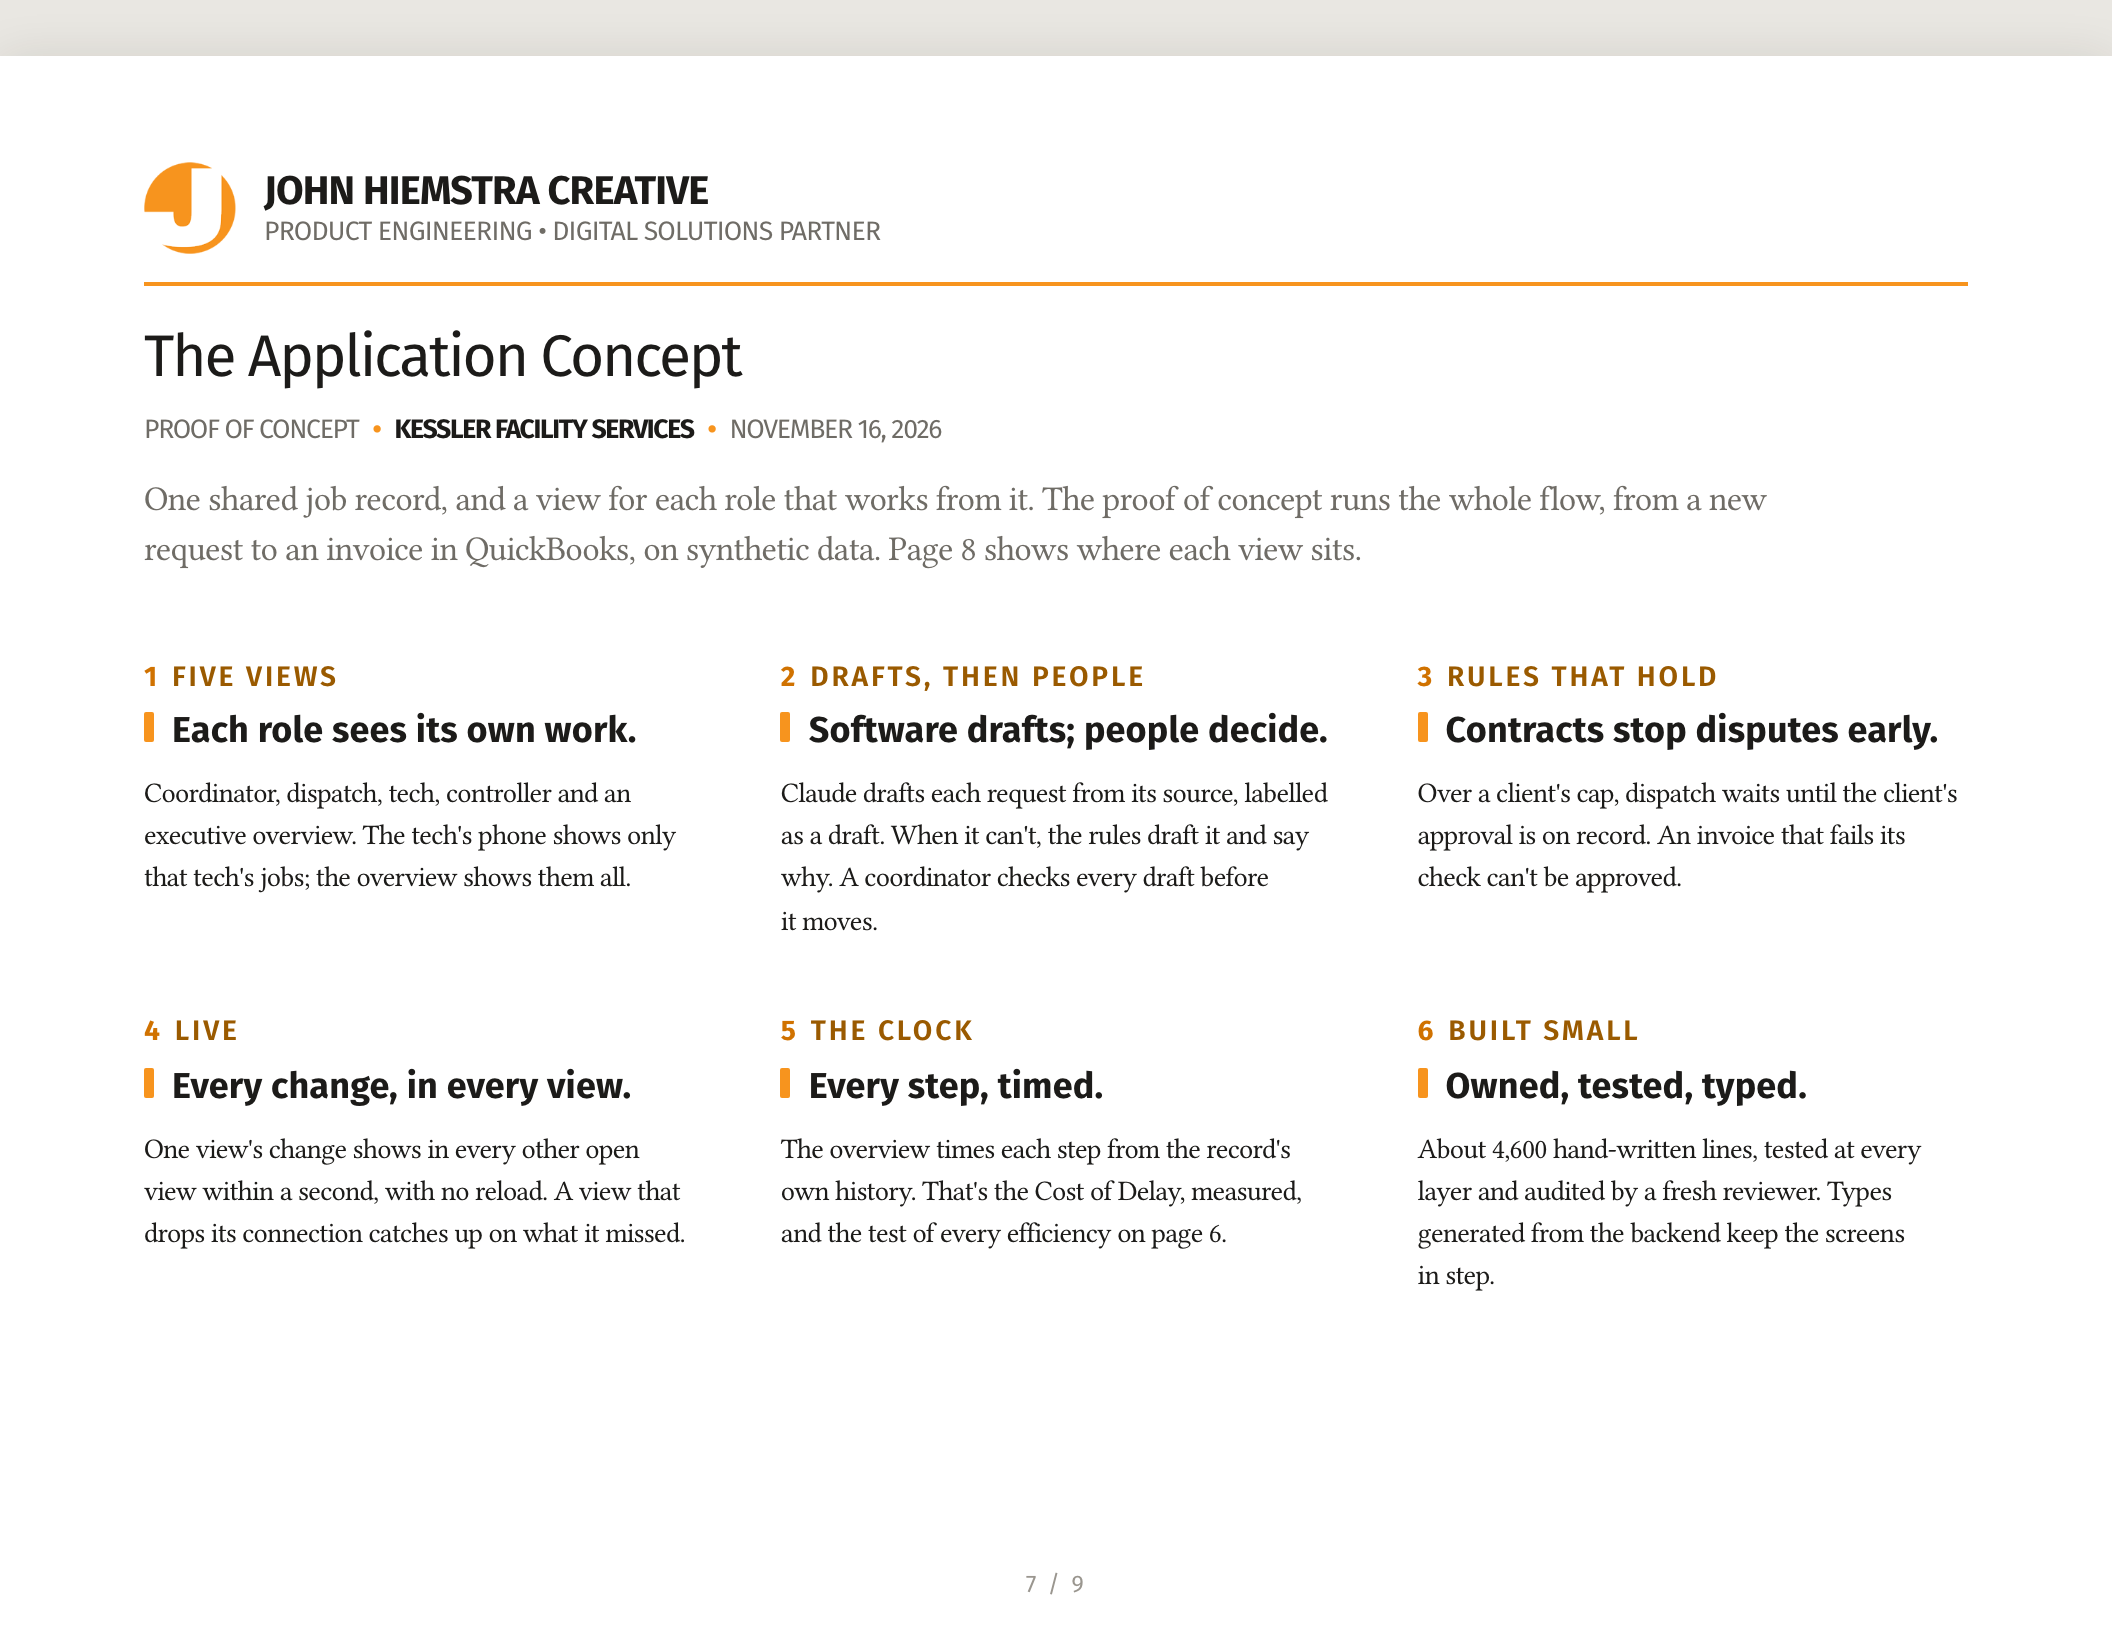 JOHN HIEMSTRA CREATIVE
PRODUCT ENGINEERING • DIGITAL SOLUTIONS PARTNER
The Application Concept
PROOF OF CONCEPT • KESSLER FACILITY SERVICES • NOVEMBER 16, 2026
One shared job record, and a view for each role that works from it. The proof of concept runs the whole flow, from a new
request to an invoice in QuickBooks, on synthetic data. Page 8 shows where each view sits.
1 FIVE VIEWS
Each role sees its own work.
Coordinator, dispatch, tech, controller and an
executive overview. The tech's phone shows only
that tech's jobs; the overview shows them all.
2 DRAFTS, THEN PEOPLE
Software drafts; people decide.
Claude drafts each request from its source, labelled
as a draft. When it can't, the rules draft it and say
why. A coordinator checks every draft before
it moves.
3 RULES THAT HOLD
Contracts stop disputes early.
Over a client's cap, dispatch waits until the client's
approval is on record. An invoice that fails its
check can't be approved.
4 LIVE
Every change, in every view.
One view's change shows in every other open
view within a second, with no reload. A view that
drops its connection catches up on what it missed.
5 THE CLOCK
Every step, timed.
The overview times each step from the record's
own history. That's the Cost of Delay, measured,
and the test of every efficiency on page 6.
6 BUILT SMALL
Owned, tested, typed.
About 4,600 hand-written lines, tested at every
layer and audited by a fresh reviewer. Types
generated from the backend keep the screens
in step.
7 / 9